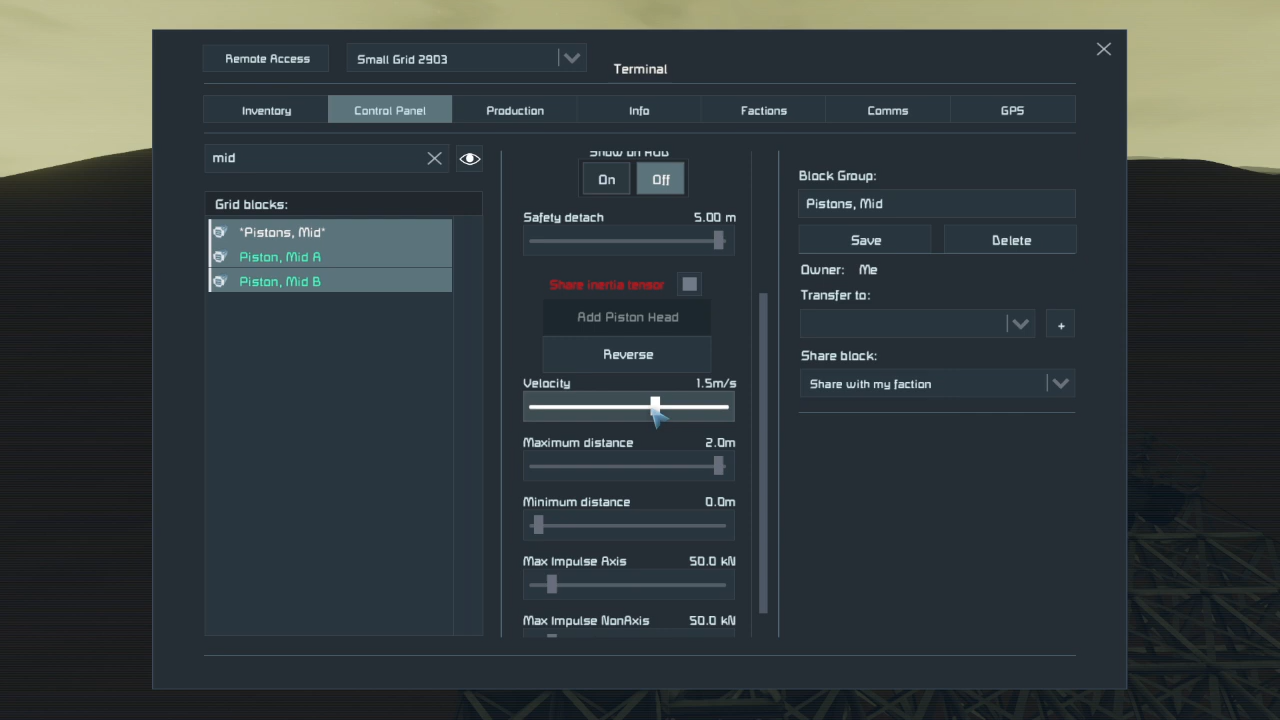 Remote Access
Small Grid 2903
Terminal
Inventory
Control Panel
Production
Info
Factions
Comms
GPS
mid
Grid blocks:
*Pistons, Mid*
Piston, Mid A
Piston, Mid B
Show on HUD
On
Off
Safety detach 5.00 m
Share inertia tensor
Add Piston Head
Reverse
Velocity 1.5m/s
Maximum distance 2.0m
Minimum distance 0.0m
Max Impulse Axis 50.0 kN
Max Impulse NonAxis 50.0 kN
Block Group:
Pistons, Mid
Save
Delete
Owner: Me
Transfer to:
+
Share block:
Share with my faction